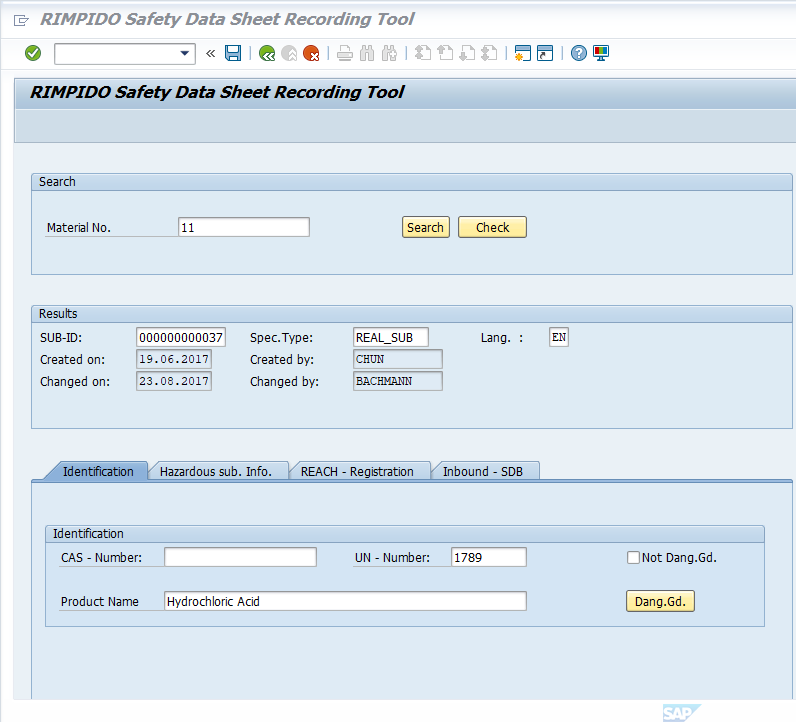 RIMPIDO Safety Data Sheet Recording Tool
RIMPIDO Safety Data Sheet Recording Tool
Search
Material No. 11 Search Check
Results
SUB-ID: 000000000037 Spec.Type: REAL_SUB Lang. : EN
Created on: 19.06.2017 Created by: CHUN
Changed on: 23.08.2017 Changed by: BACHMANN
Identification Hazardous sub. Info. REACH - Registration Inbound - SDB
Identification
CAS - Number: UN - Number: 1789 Not Dang.Gd.
Product Name Hydrochloric Acid Dang.Gd.
SAP